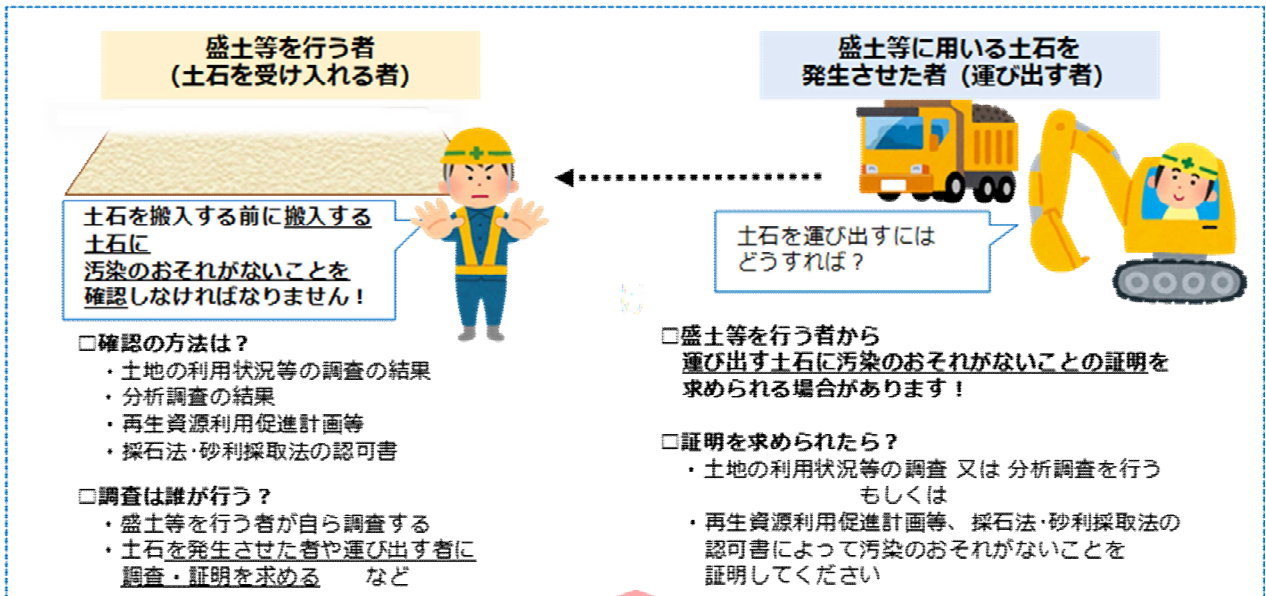 盛土等を行う者
(土石を受け入れる者)
土石を搬入する前に搬入する
土石に
汚染のおそれがないことを
確認しなければなりません！
□確認の方法は？
・土地の利用状況等の調査の結果
・分析調査の結果
・再生資源利用促進計画等
・採石法･砂利採取法の認可書
□調査は誰が行う？
・盛土等を行う者が自ら調査する
・土石を発生させた者や運び出す者に
調査・証明を求める　など
盛土等に用いる土石を
発生させた者（運び出す者）
土石を運び出すには
どうすれば？
□盛土等を行う者から
運び出す土石に汚染のおそれがないことの証明を
求められる場合があります！
□証明を求められたら？
・土地の利用状況等の調査 又は 分析調査を行う
もしくは
・再生資源利用促進計画等、採石法･砂利採取法の
認可書によって汚染のおそれがないことを
証明してください